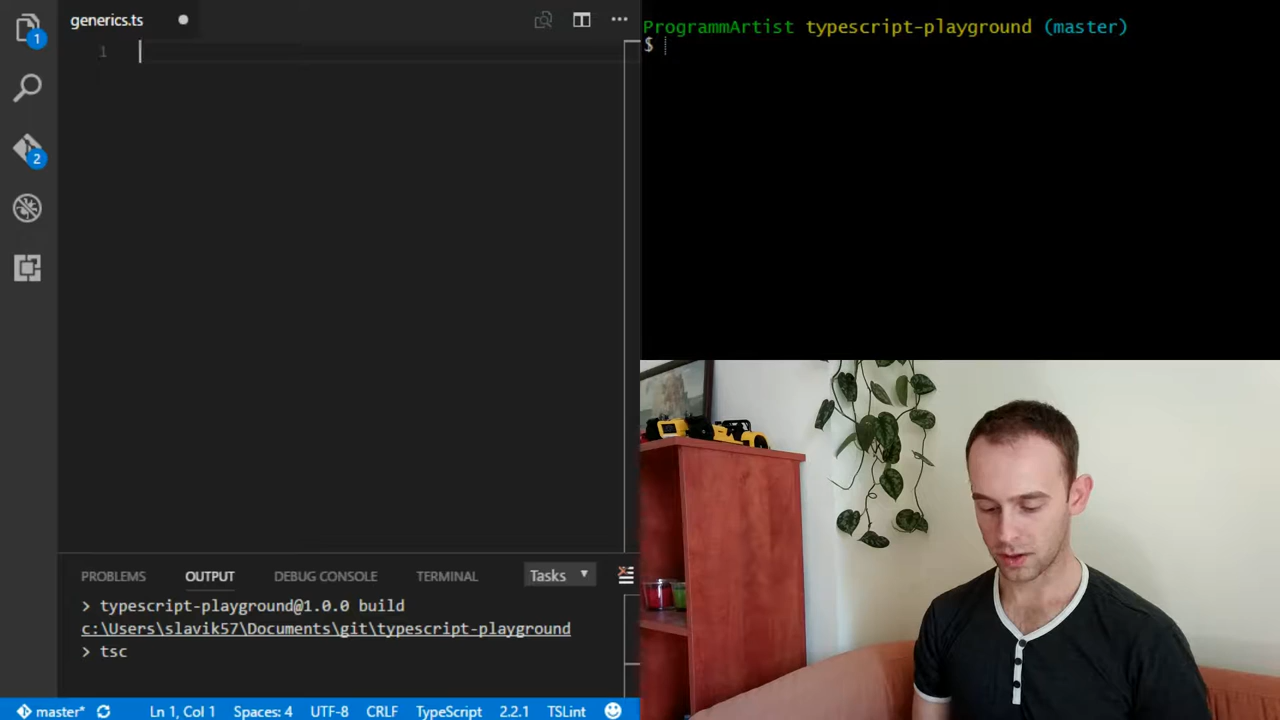 generics.ts
1
1
2
ProgrammArtist typescript-playground (master)
$
PROBLEMS OUTPUT DEBUG CONSOLE TERMINAL Tasks
> typescript-playground@1.0.0 build
c:\Users\slavik57\Documents\git\typescript-playground
> tsc
master* Ln 1, Col 1 Spaces: 4 UTF-8 CRLF TypeScript 2.2.1 TSLint